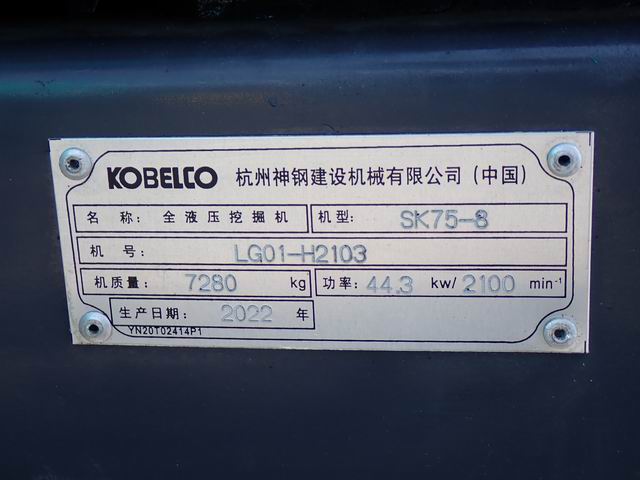 KOBELCO 杭州神钢建设机械有限公司（中国）
名 称: 全液压挖掘机 机型: SK75-8
机 号: LG01-H2103
机质量: 7280 kg 功率: 44.3 kw/ 2100 min⁻¹
生产日期: 2022 年
YN20T02414P1